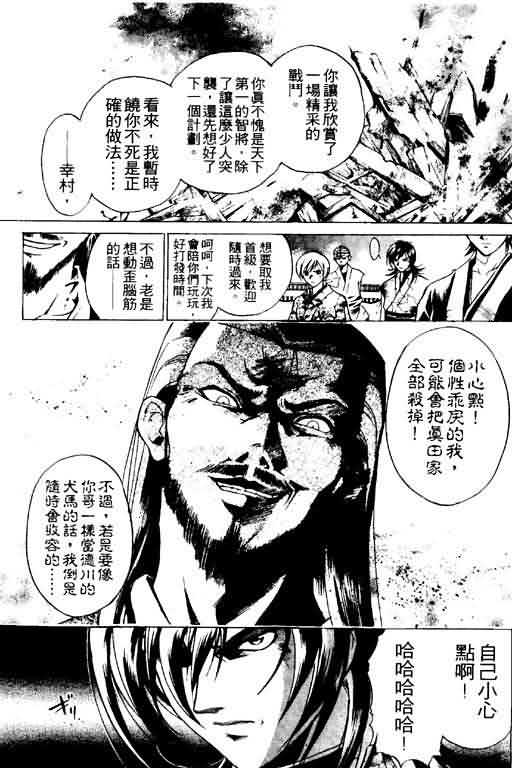 你讓我欣賞了
一場精采的
戰鬥。
你真不愧是天下
第一的智將，除
了讓這麼少人突
襲，還先想好了
下一個計劃。
看來，我暫時
饒你不死是正
確的做法……
—幸村，
想要取我
首級，歡迎
隨時過來。
呵呵，下次我
會陪你們玩玩，
好打發時間。
不過，老是
想動歪腦筋
的話
小心點！
個性乖戾的我，
可能會把真田家
全部殺掉！
不過，若是要像
你哥一樣當德川的
犬馬的話，我倒是
隨時會收容的……
自己小心
點啊！
哈哈哈哈哈！